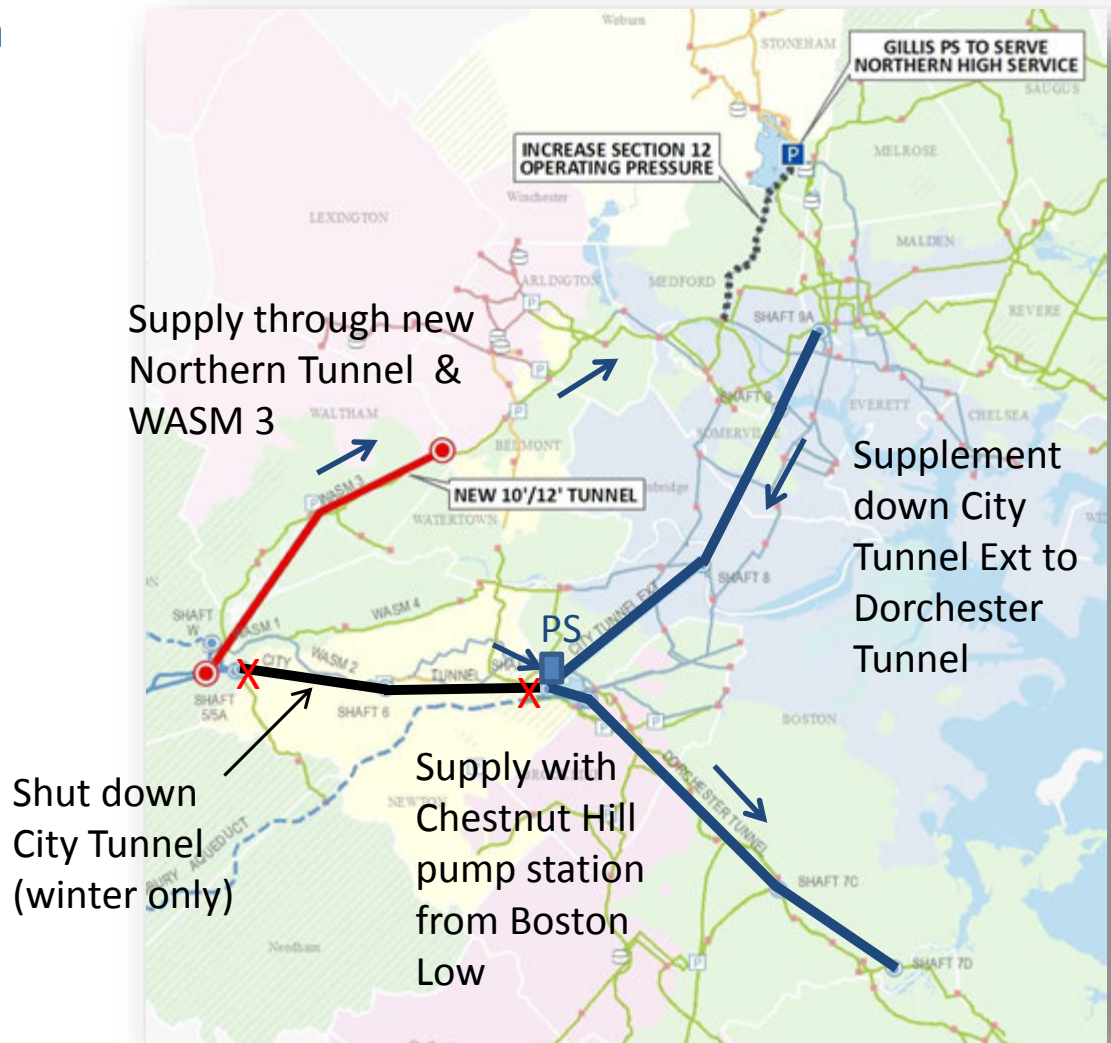 n
Woburn
STONEHAM
GILLIS PS TO SERVE
NORTHERN HIGH SERVICE
SAUGUS
P
MELROSE
INCREASE SECTION 12
OPERATING PRESSURE
Winchester
LEXINGTON
MALDEN
ARLINGTON
MEDFORD
P
REVERE
SHAFT 9A
Supply through new
Northern Tunnel &
WASM 3
WALTHAM
SHAFT 9
EVERETT
CHELSEA
SOMERVILLE
P
BELMONT
Supplement
down City
Tunnel Ext to
Dorchester
Tunnel
NEW 10'/12' TUNNEL
P
WASM 3
WATERTOWN
SHAFT 8
WASM 4
CITY TUNNEL EXT
SHAFT
W
WASM 1
PS
WASM 2
CITY
TUNNEL
X
X
SHAFT
5/5A
SHAFT 6
P
P
BOSTON
Shut down
City Tunnel
(winter only)
Supply with
Chestnut Hill
pump station
from Boston
Low
NEWTON
DORCHESTER TUNNEL
AQUEDUCT
SHAFT 7C
Needham
P
SHAFT 7D